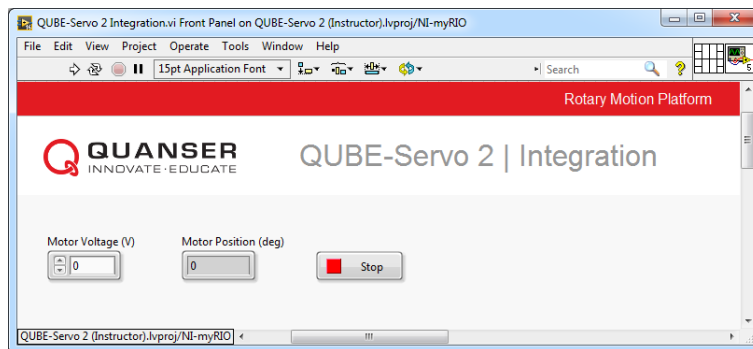 QUBE-Servo 2 Integration.vi Front Panel on QUBE-Servo 2 (Instructor).lvproj/NI-myRIO
File Edit View Project Operate Tools Window Help
15pt Application Font Search ? 5
Rotary Motion Platform
QUANSER
INNOVATE·EDUCATE
QUBE-Servo 2 | Integration
Motor Voltage (V) Motor Position (deg)
0 0 Stop
QUBE-Servo 2 (Instructor).lvproj/NI-myRIO